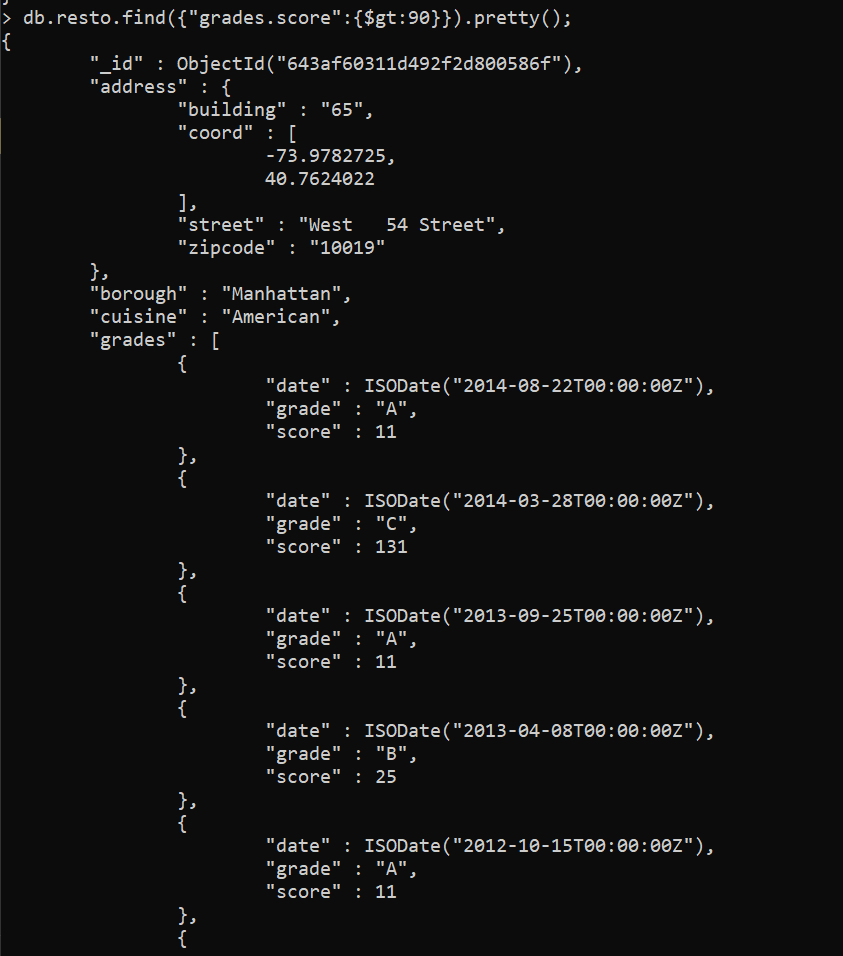 }
> db.resto.find({"grades.score":{$gt:90}}).pretty();
{
        "_id" : ObjectId("643af60311d492f2d800586f"),
        "address" : {
                "building" : "65",
                "coord" : [
                        -73.9782725,
                        40.7624022
                ],
                "street" : "West   54 Street",
                "zipcode" : "10019"
        },
        "borough" : "Manhattan",
        "cuisine" : "American",
        "grades" : [
                {
                        "date" : ISODate("2014-08-22T00:00:00Z"),
                        "grade" : "A",
                        "score" : 11
                },
                {
                        "date" : ISODate("2014-03-28T00:00:00Z"),
                        "grade" : "C",
                        "score" : 131
                },
                {
                        "date" : ISODate("2013-09-25T00:00:00Z"),
                        "grade" : "A",
                        "score" : 11
                },
                {
                        "date" : ISODate("2013-04-08T00:00:00Z"),
                        "grade" : "B",
                        "score" : 25
                },
                {
                        "date" : ISODate("2012-10-15T00:00:00Z"),
                        "grade" : "A",
                        "score" : 11
                },
                {